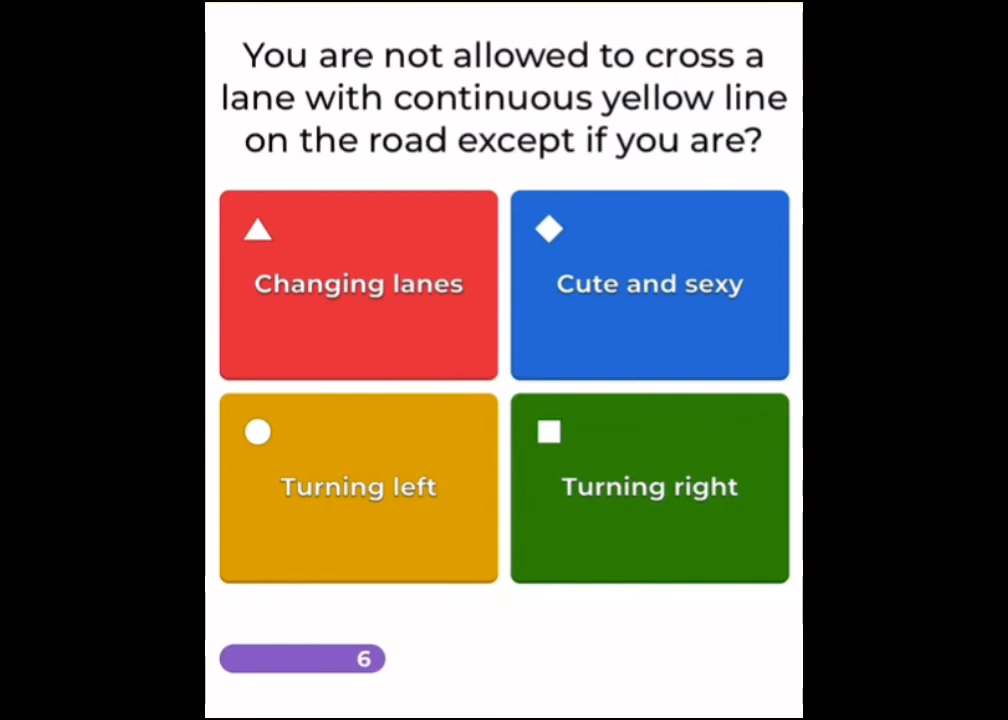 You are not allowed to cross a
lane with continuous yellow line
on the road except if you are?
Changing lanes
Cute and sexy
Turning left
Turning right
6